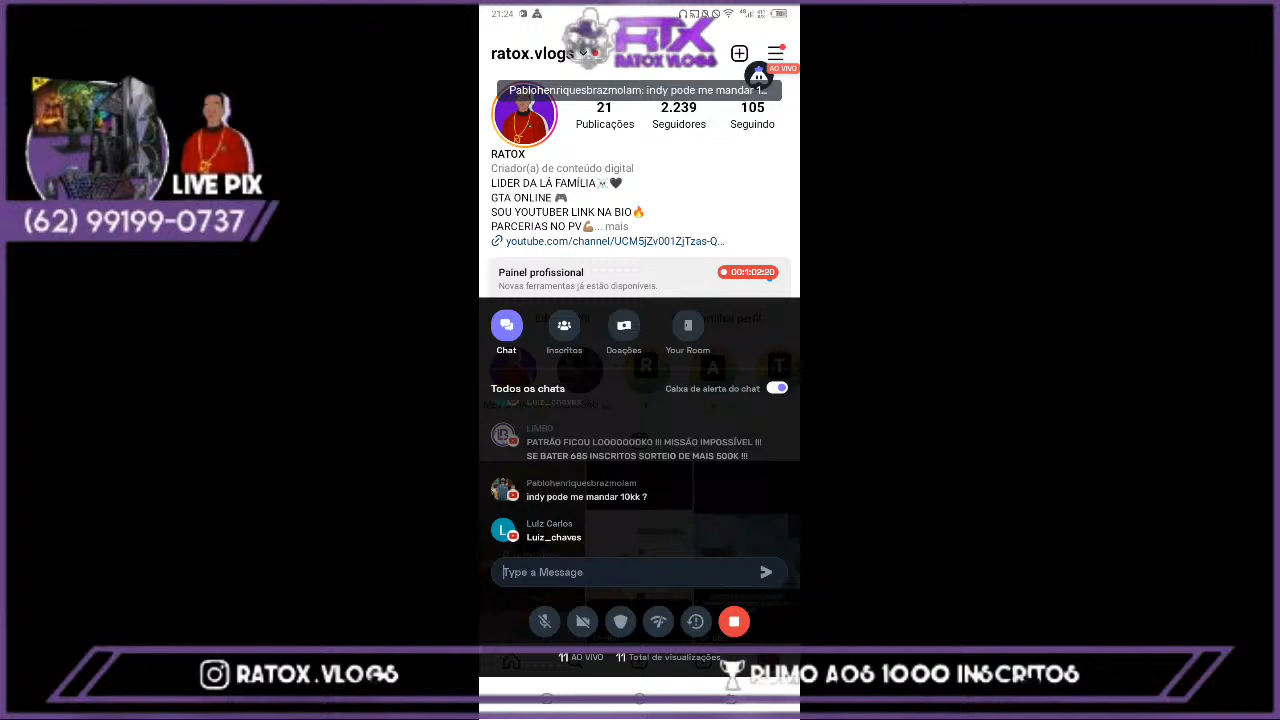 21:24
RTX
RATOX VLOGS
ratox.vlogs
AO VIVO
Pablohenriquesbrazmolam: indy pode me mandar 1...
21
2.239
105
Publicações
Seguidores
Seguindo
RATOX
Criador(a) de conteúdo digital
LIDER DA LÁ FAMÍLIA☠️🖤
GTA ONLINE 🎮
SOU YOUTUBER LINK NA BIO🔥
PARCERIAS NO PV💪🏽... mais
youtube.com/channel/UCM5jZv001ZjTzas-Q...
LIVE PIX
(62) 99199-0737
Painel profissional
00:1:02:20
Novas ferramentas já estão disponíveis.
R
A
T
Chat
Inscritos
Doações
Your Room
Todos os chats
Caixa de alerta do chat
Luiz_chaves
LIMBO
PATRÃO FICOU LOOOOOODKO !!! MISSÃO IMPOSSÍVEL !!!
SE BATER 685 INSCRITOS SORTEIO DE MAIS 500K !!!
Pablohenriquesbrazmolam
indy pode me mandar 10kk ?
L
Luiz Carlos
Luiz_chaves
Type a Message
11 AO VIVO
11 Total de visualizações
RATOX.VLOGS
RUMO AOS 1000 INSCRITOS